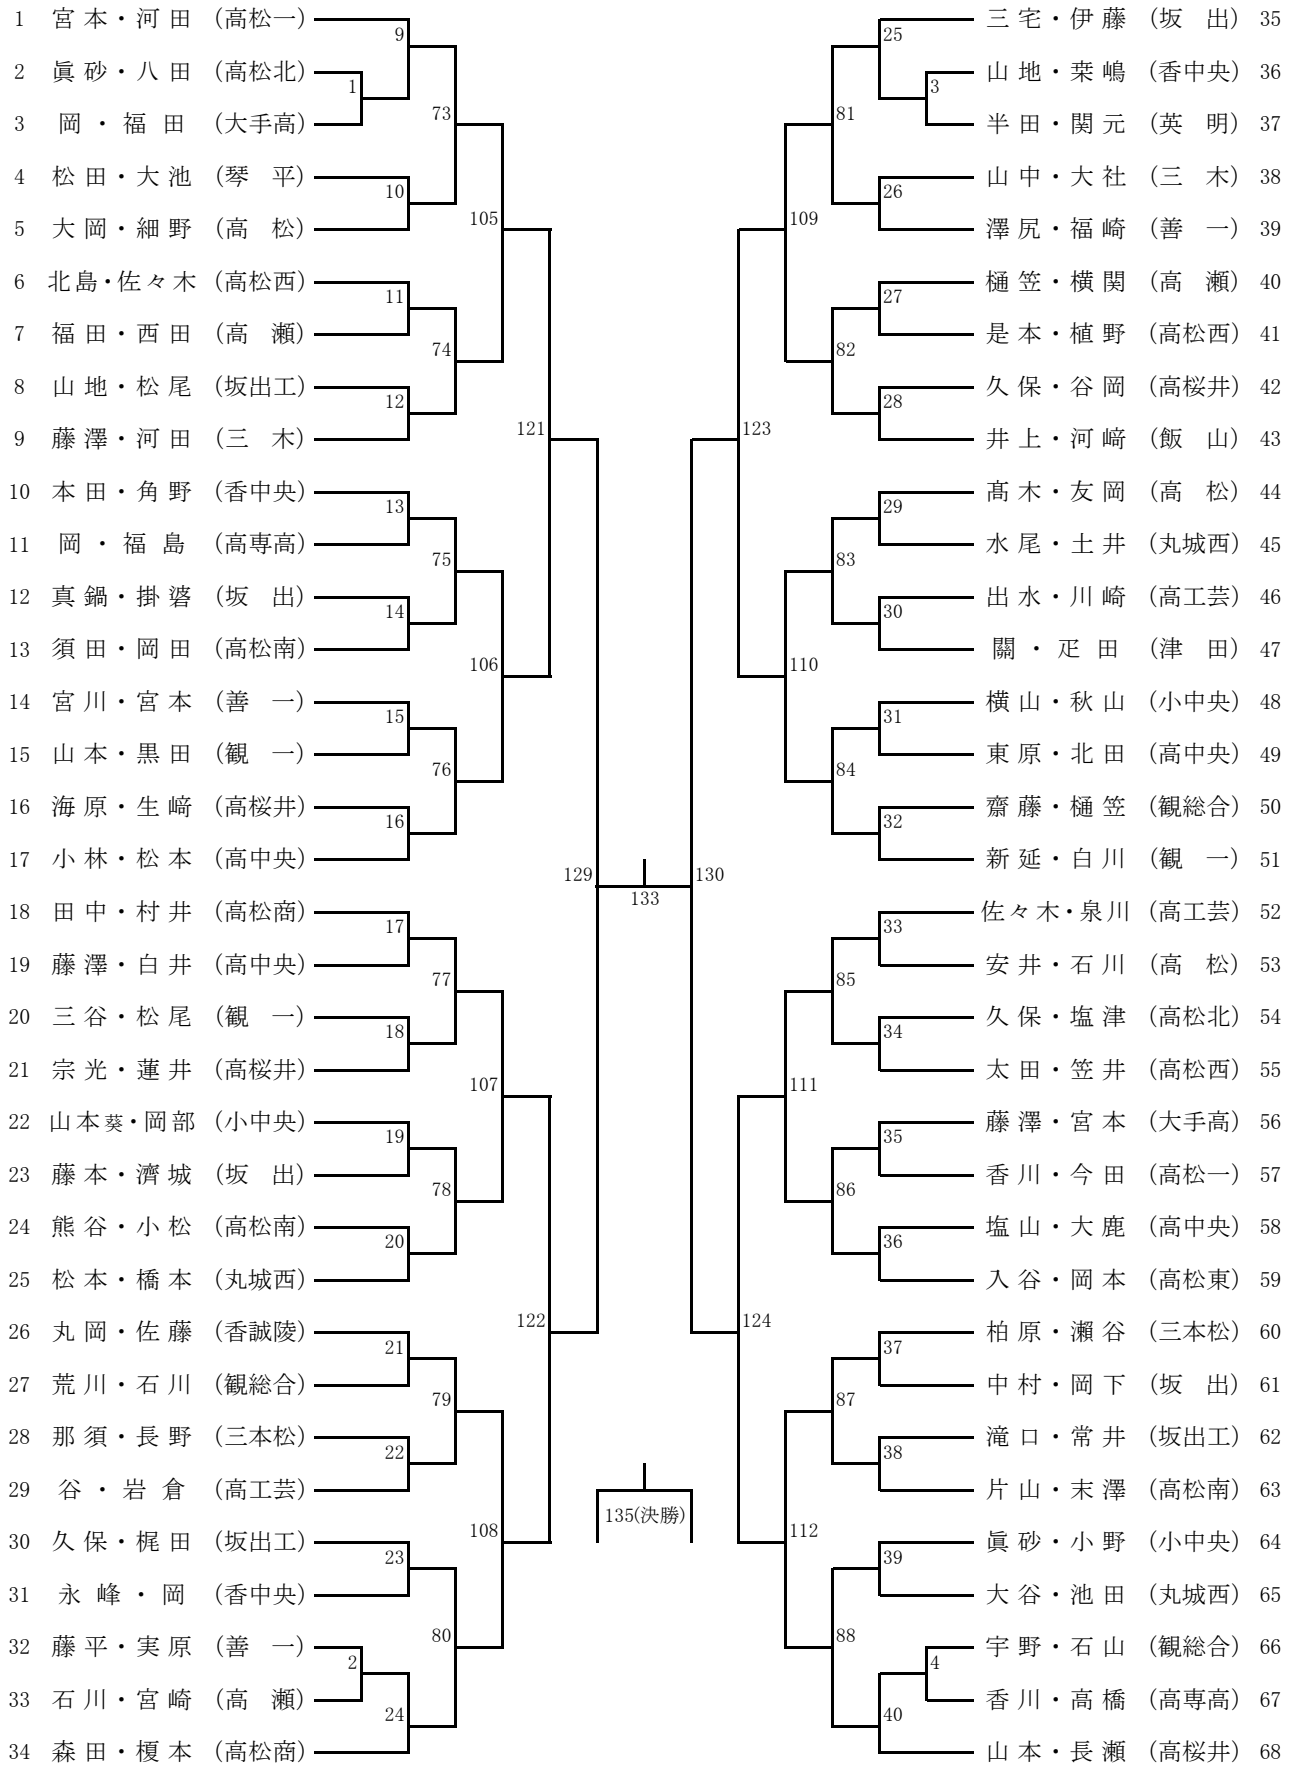 1 宮本・河田 (高松一)
2 眞砂・八田 (高松北)
3 岡・福田 (大手高)
4 松田・大池 (琴　平)
5 大岡・細野 (高　松)
6 北島・佐々木 (高松西)
7 福田・西田 (高　瀬)
8 山地・松尾 (坂出工)
9 藤澤・河田 (三　木)
10 本田・角野 (香中央)
11 岡・福島 (高専高)
12 真鍋・掛碆 (坂　出)
13 須田・岡田 (高松南)
14 宮川・宮本 (善　一)
15 山本・黒田 (観　一)
16 海原・生﨑 (高桜井)
17 小林・松本 (高中央)
18 田中・村井 (高松商)
19 藤澤・白井 (高中央)
20 三谷・松尾 (観　一)
21 宗光・蓮井 (高桜井)
22 山本葵・岡部 (小中央)
23 藤本・濟城 (坂　出)
24 熊谷・小松 (高松南)
25 松本・橋本 (丸城西)
26 丸岡・佐藤 (香誠陵)
27 荒川・石川 (観総合)
28 那須・長野 (三本松)
29 谷・岩倉 (高工芸)
30 久保・梶田 (坂出工)
31 永峰・岡 (香中央)
32 藤平・実原 (善　一)
33 石川・宮崎 (高　瀬)
34 森田・榎本 (高松商)
1
2
9
10
11
12
13
14
15
16
17
18
19
20
21
22
23
24
73
74
75
76
77
78
79
80
105
106
107
108
121
122
129
133
135(決勝)
130
123
124
109
110
111
112
81
82
83
84
85
86
87
88
25
26
27
28
29
30
31
32
33
34
35
36
37
38
39
40
3
4
三宅・伊藤 (坂　出) 35
山地・桒嶋 (香中央) 36
半田・関元 (英　明) 37
山中・大社 (三　木) 38
澤尻・福崎 (善　一) 39
樋笠・横関 (高　瀬) 40
是本・植野 (高松西) 41
久保・谷岡 (高桜井) 42
井上・河﨑 (飯　山) 43
髙木・友岡 (高　松) 44
水尾・土井 (丸城西) 45
出水・川崎 (高工芸) 46
關・疋田 (津　田) 47
横山・秋山 (小中央) 48
東原・北田 (高中央) 49
齋藤・樋笠 (観総合) 50
新延・白川 (観　一) 51
佐々木・泉川 (高工芸) 52
安井・石川 (高　松) 53
久保・塩津 (高松北) 54
太田・笠井 (高松西) 55
藤澤・宮本 (大手高) 56
香川・今田 (高松一) 57
塩山・大鹿 (高中央) 58
入谷・岡本 (高松東) 59
柏原・瀬谷 (三本松) 60
中村・岡下 (坂　出) 61
滝口・常井 (坂出工) 62
片山・末澤 (高松南) 63
眞砂・小野 (小中央) 64
大谷・池田 (丸城西) 65
宇野・石山 (観総合) 66
香川・高橋 (高専高) 67
山本・長瀬 (高桜井) 68